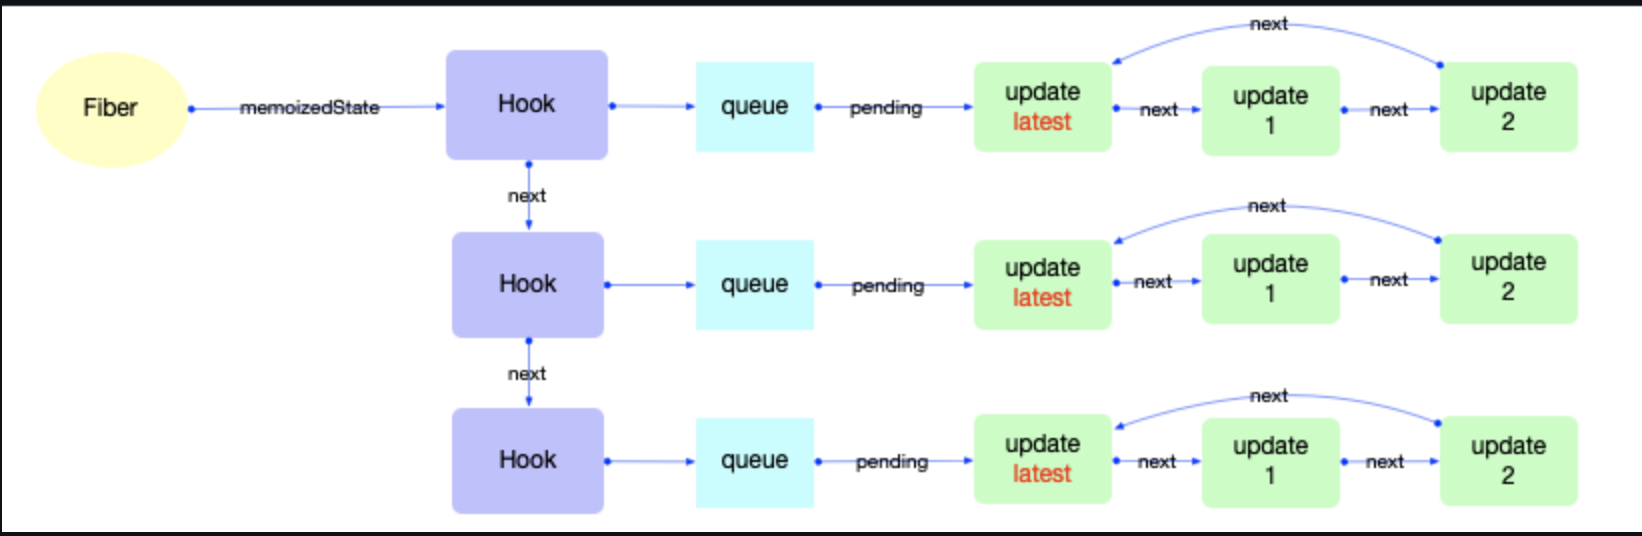 next
Fiber
memoizedState
Hook
queue
pending
update
latest
next
update
1
next
update
2
next
next
Hook
queue
pending
update
latest
next
update
1
next
update
2
next
next
Hook
queue
pending
update
latest
next
update
1
next
update
2